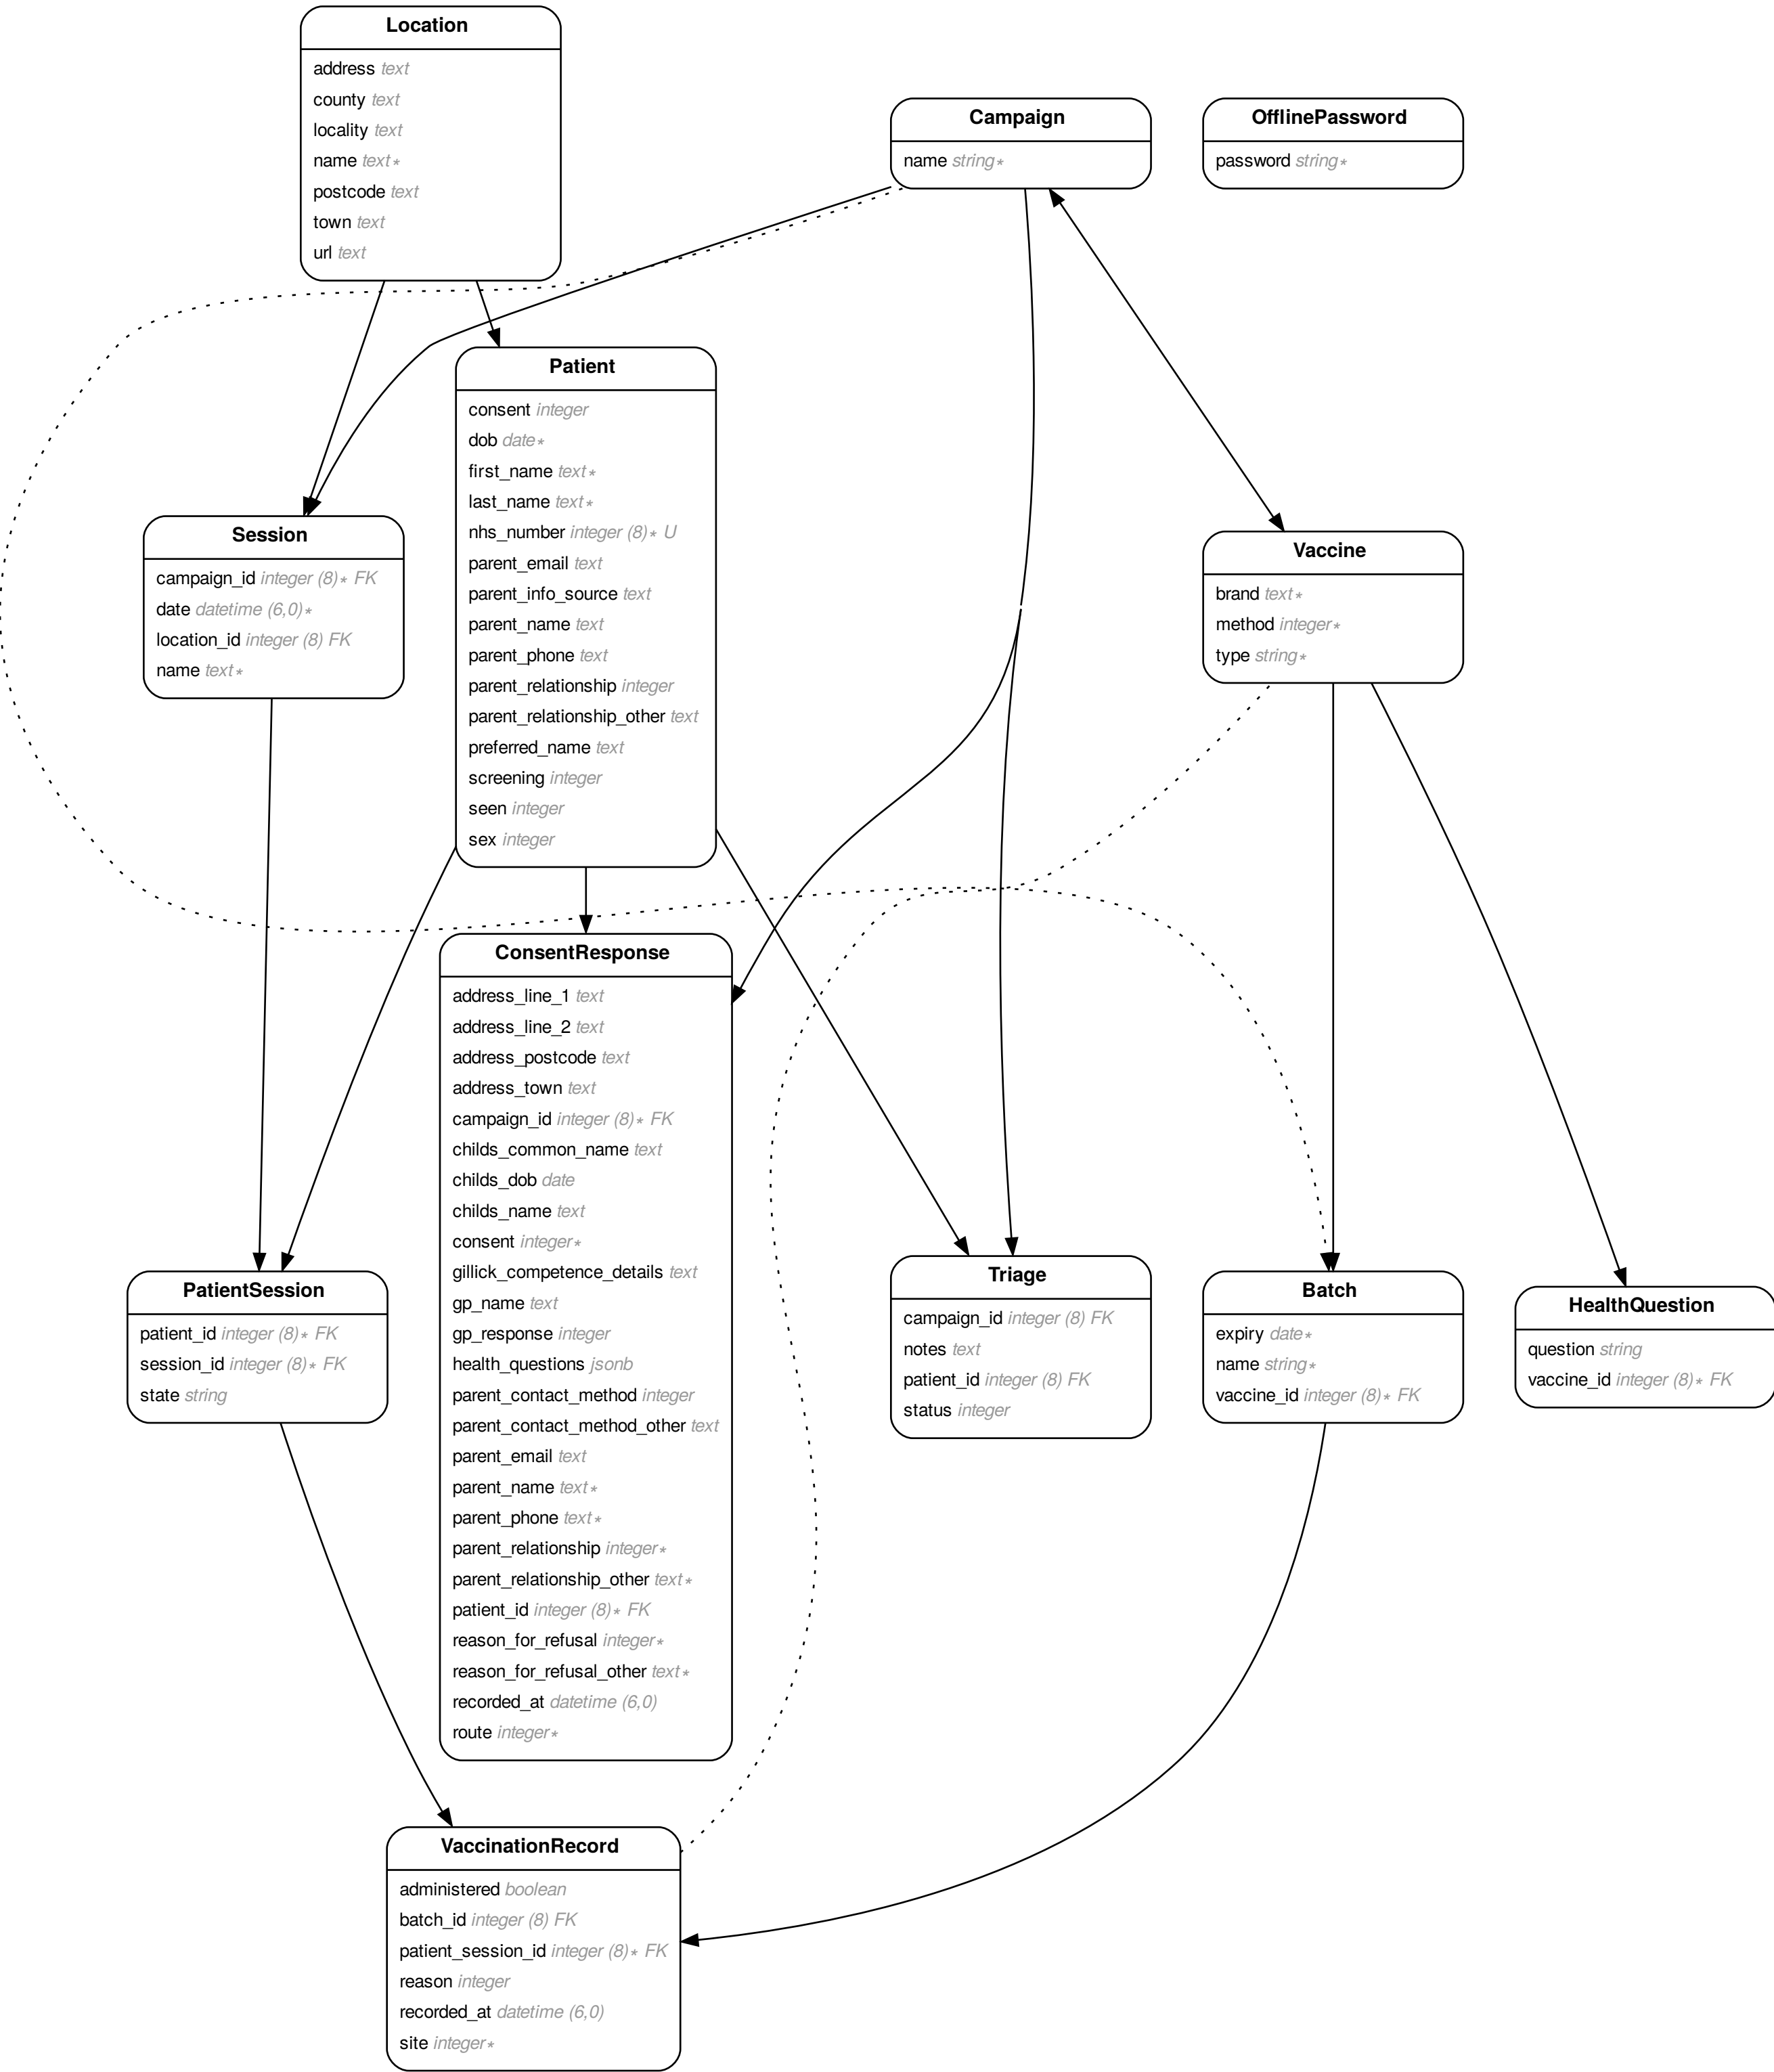 Location
address text
county text
locality text
name text*
postcode text
town text
url text
Campaign
name string*
OfflinePassword
password string*
Patient
consent integer
dob date*
first_name text*
last_name text*
nhs_number integer (8)* U
parent_email text
parent_info_source text
parent_name text
parent_phone text
parent_relationship integer
parent_relationship_other text
preferred_name text
screening integer
seen integer
sex integer
Session
campaign_id integer (8)* FK
date datetime (6,0)*
location_id integer (8) FK
name text*
Vaccine
brand text*
method integer*
type string*
ConsentResponse
address_line_1 text
address_line_2 text
address_postcode text
address_town text
campaign_id integer (8)* FK
childs_common_name text
childs_dob date
childs_name text
consent integer*
gillick_competence_details text
gp_name text
gp_response integer
health_questions jsonb
parent_contact_method integer
parent_contact_method_other text
parent_email text
parent_name text*
parent_phone text*
parent_relationship integer*
parent_relationship_other text*
patient_id integer (8)* FK
reason_for_refusal integer*
reason_for_refusal_other text*
recorded_at datetime (6,0)
route integer*
PatientSession
patient_id integer (8)* FK
session_id integer (8)* FK
state string
Triage
campaign_id integer (8) FK
notes text
patient_id integer (8) FK
status integer
Batch
expiry date*
name string*
vaccine_id integer (8)* FK
HealthQuestion
question string
vaccine_id integer (8)* FK
VaccinationRecord
administered boolean
batch_id integer (8) FK
patient_session_id integer (8)* FK
reason integer
recorded_at datetime (6,0)
site integer*